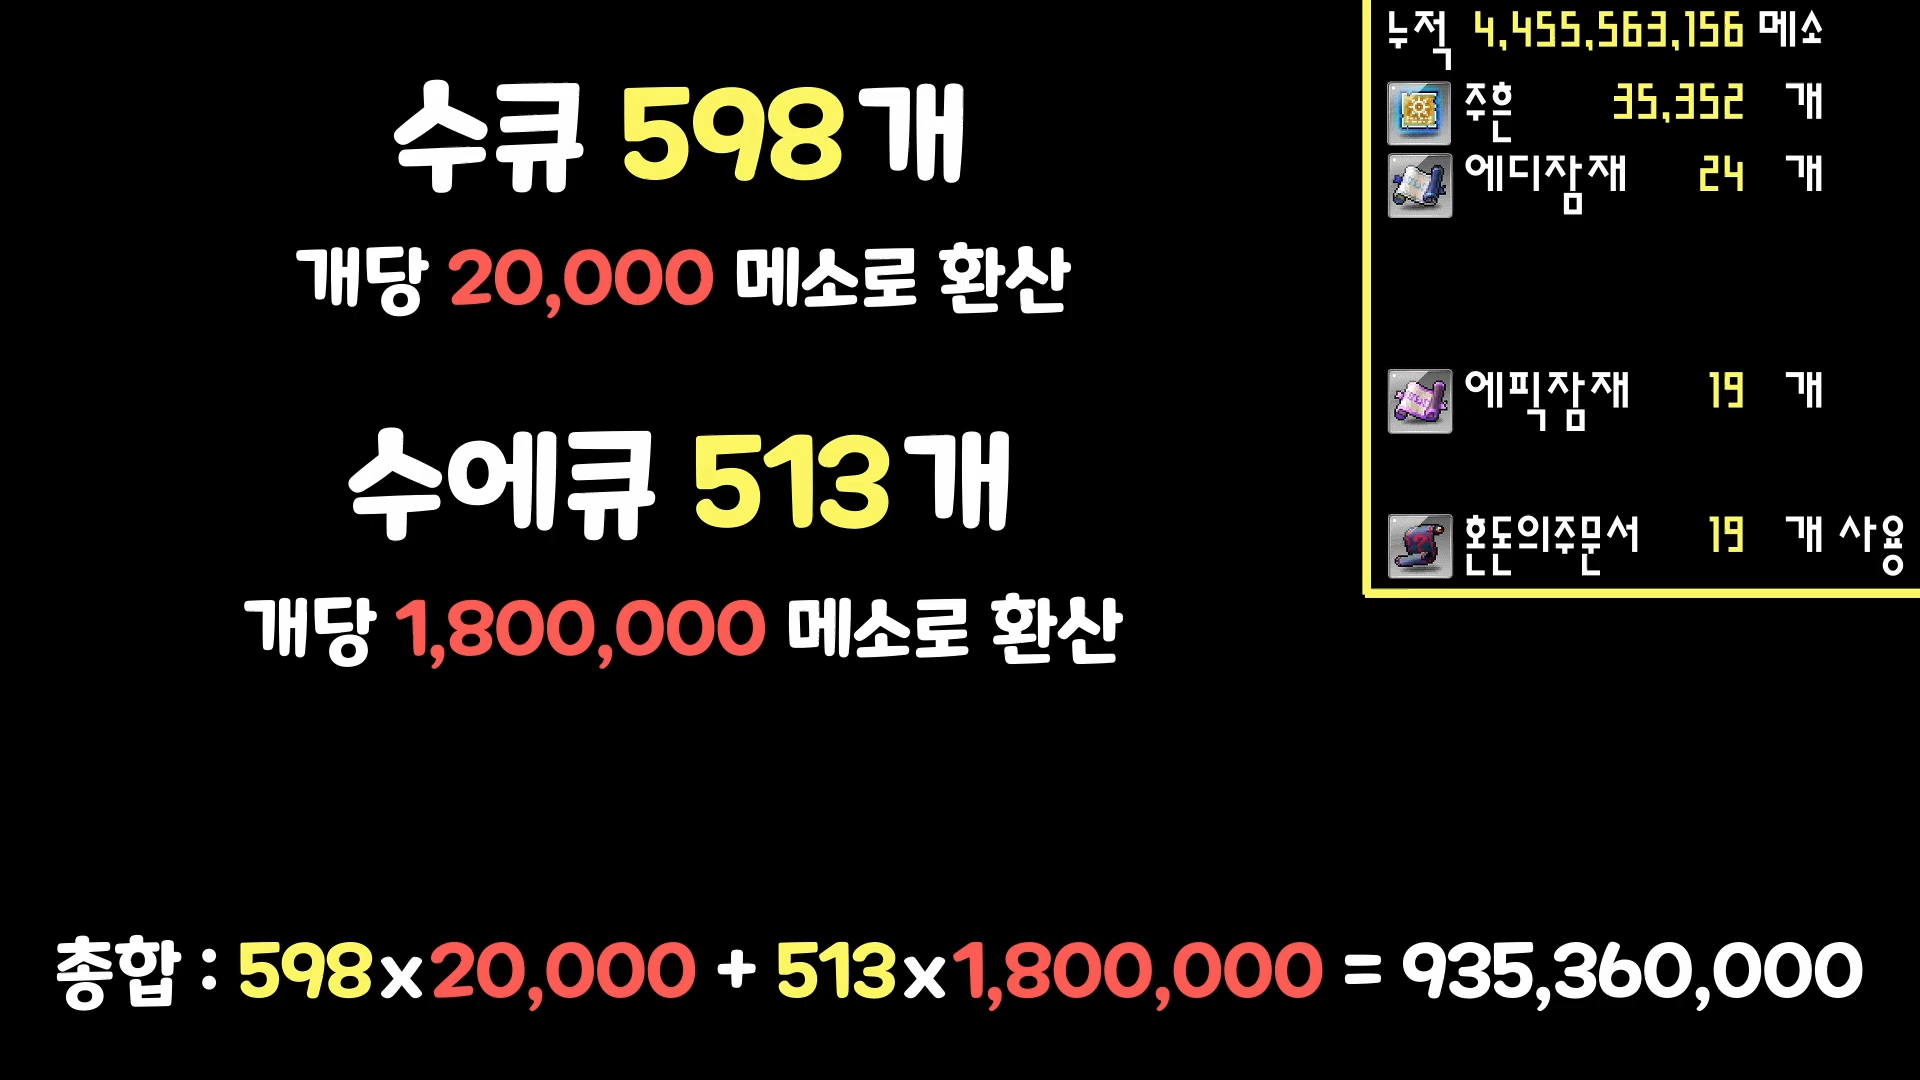 수큐 598개
개당 20,000 메소로 환산
수에큐 513개
개당 1,800,000 메소로 환산
총합 : 598x20,000 + 513x1,800,000 = 935,360,000
누적 4,455,563,156 메소
주흔 35,352 개
에디잠재 24 개
에픽잠재 19 개
혼돈의주문서 19 개 사용